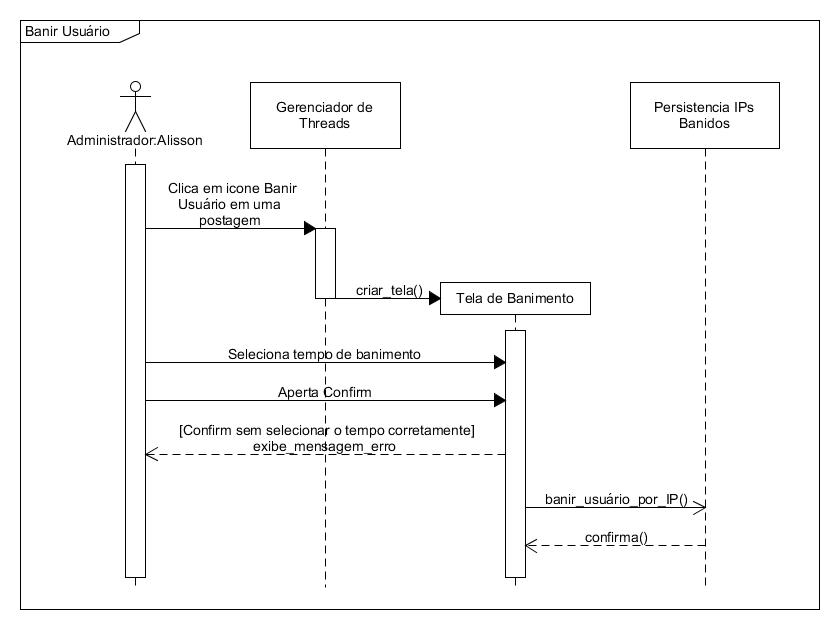 Banir Usuário
Administrador:Alisson
Gerenciador de
Threads
Persistencia IPs
Banidos
Clica em icone Banir
Usuário em uma
postagem
criar_tela()
Tela de Banimento
Seleciona tempo de banimento
Aperta Confirm
[Confirm sem selecionar o tempo corretamente]
exibe_mensagem_erro
banir_usuário_por_IP()
confirma()